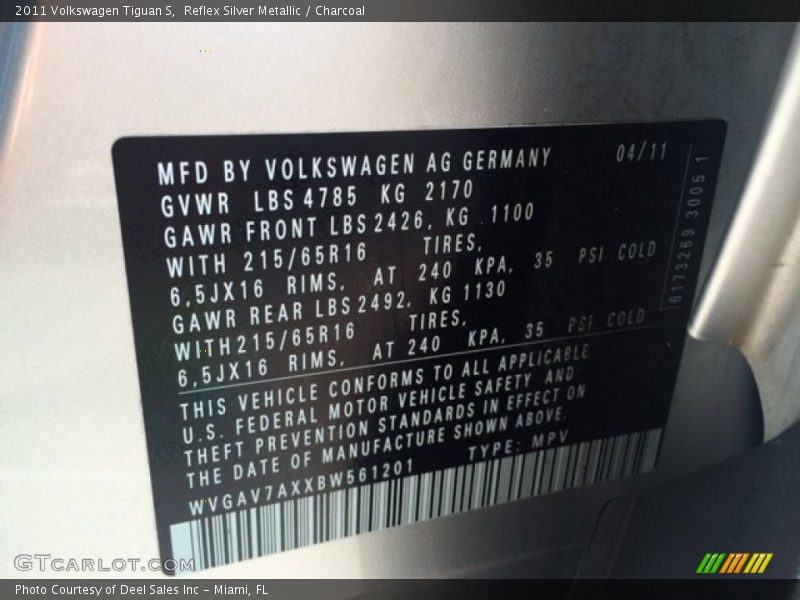 2011 Volkswagen Tiguan S,  Reflex Silver Metallic / Charcoal
MFD BY VOLKSWAGEN AG GERMANY 04/11
GVWR LBS 4785 KG 2170
GAWR FRONT LBS 2426, KG 1100
WITH 215/65R16 TIRES,
6,5JX16 RIMS, AT 240 KPA, 35 PSI COLD
GAWR REAR LBS 2492, KG 1130
WITH 215/65R16 TIRES,
6,5JX16 RIMS, AT 240 KPA, 35 PSI COLD
THIS VEHICLE CONFORMS TO ALL APPLICABLE
U.S. FEDERAL MOTOR VEHICLE SAFETY AND
THEFT PREVENTION STANDARDS IN EFFECT ON
THE DATE OF MANUFACTURE SHOWN ABOVE.
WVGAV7AXXBW561201 TYPE: MPV
6173269 30051
GTcarlot.com
Photo Courtesy of Deel Sales Inc - Miami, FL